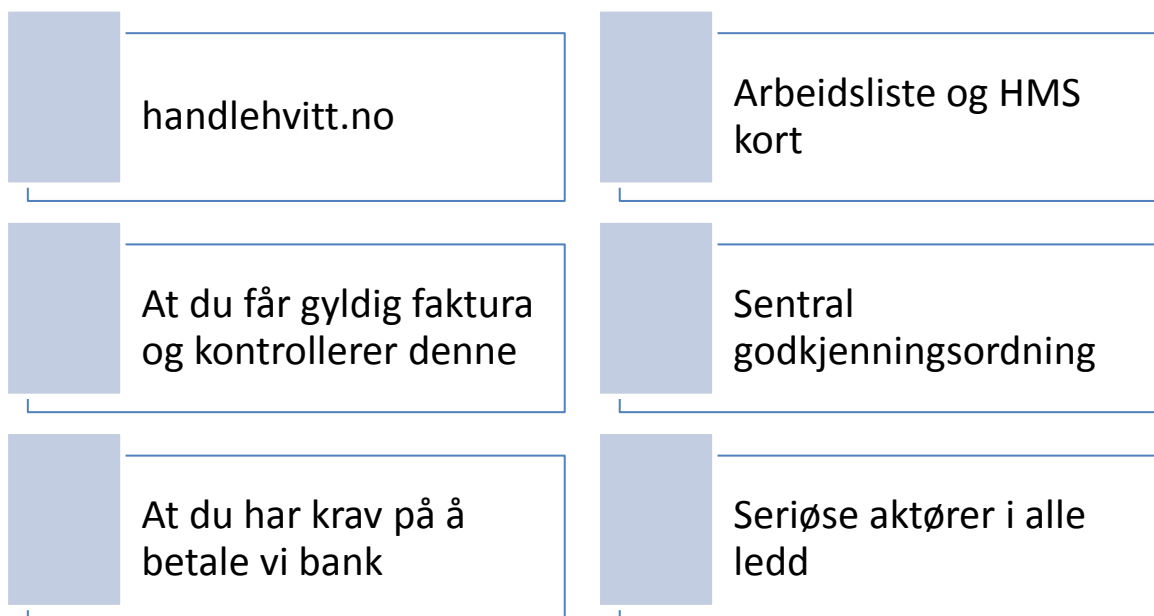 handlehvitt.no
Arbeidsliste og HMS
kort
At du får gyldig faktura
og kontrollerer denne
Sentral
godkjenningsordning
At du har krav på å
betale vi bank
Seriøse aktører i alle
ledd